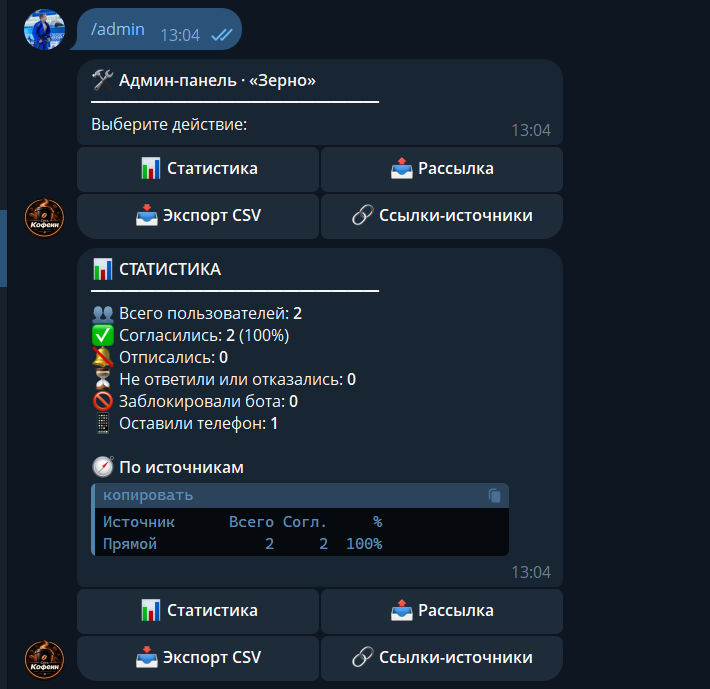 /admin 13:04
Админ-панель · «Зерно»
Выберите действие:
13:04
Статистика
Рассылка
Экспорт CSV
Ссылки-источники
Кофеин
СТАТИСТИКА
Всего пользователей: 2
Согласились: 2 (100%)
Отписались: 0
Не ответили или отказались: 0
Заблокировали бота: 0
Оставили телефон: 1
По источникам
копировать
Источник Всего Согл. %
Прямой 2 2 100%
13:04
Статистика
Рассылка
Экспорт CSV
Ссылки-источники
Кофеин